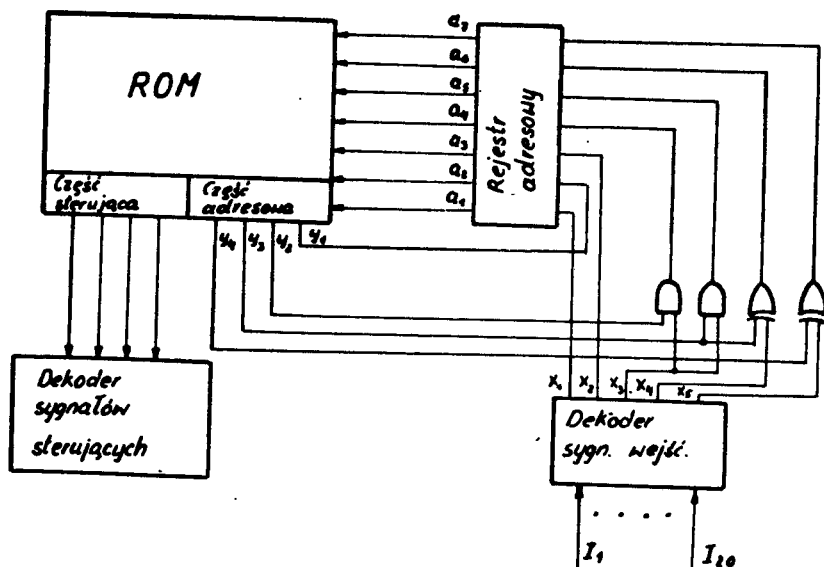 ROM
Część
sterująca
Część
adresowa
a₇
a₆
a₅
a₄
a₃
a₂
a₁
Rejestr
adresowy
y₄
y₃
y₂
y₁
Dekoder
sygnałów
sterujących
x₁
x₂
x₃
x₄
x₅
Dekoder
sygn. wejść.
. . . .
I₁
I₂₀